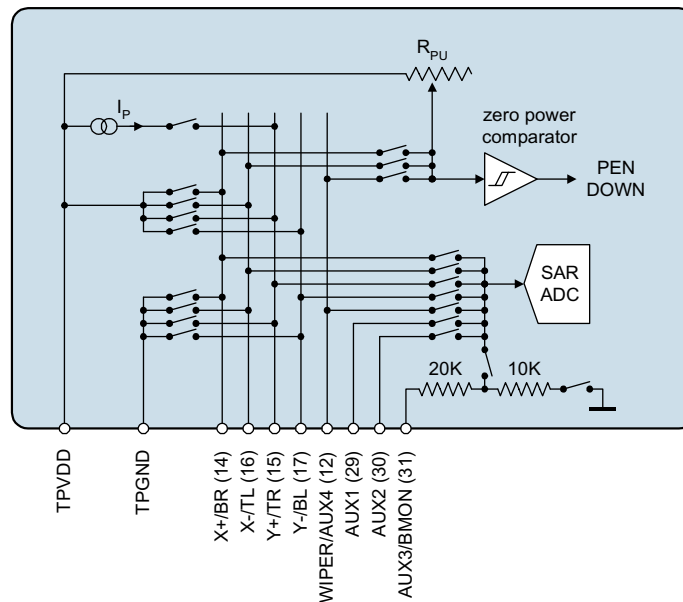 R_PU
I_P
zero power
comparator
PEN
DOWN
SAR
ADC
20K
10K
TPVDD
TPGND
X+/BR (14)
X-/TL (16)
Y+/TR (15)
Y-/BL (17)
WIPER/AUX4 (12)
AUX1 (29)
AUX2 (30)
AUX3/BMON (31)